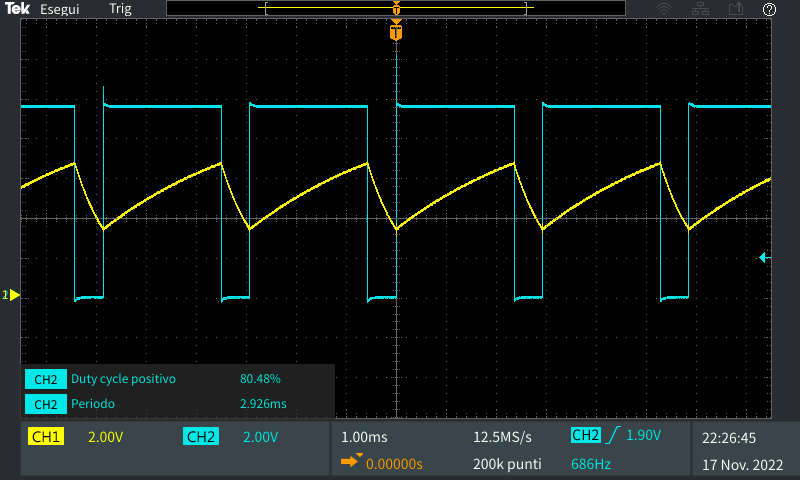 Tek Esegui Trig
T
T
?
CH2 Duty cycle positivo 80.48%
CH2 Periodo 2.926ms
CH1 2.00V CH2 2.00V 1.00ms 12.5MS/s CH2 1.90V 22:26:45
0.00000s 200k punti 686Hz 17 Nov. 2022